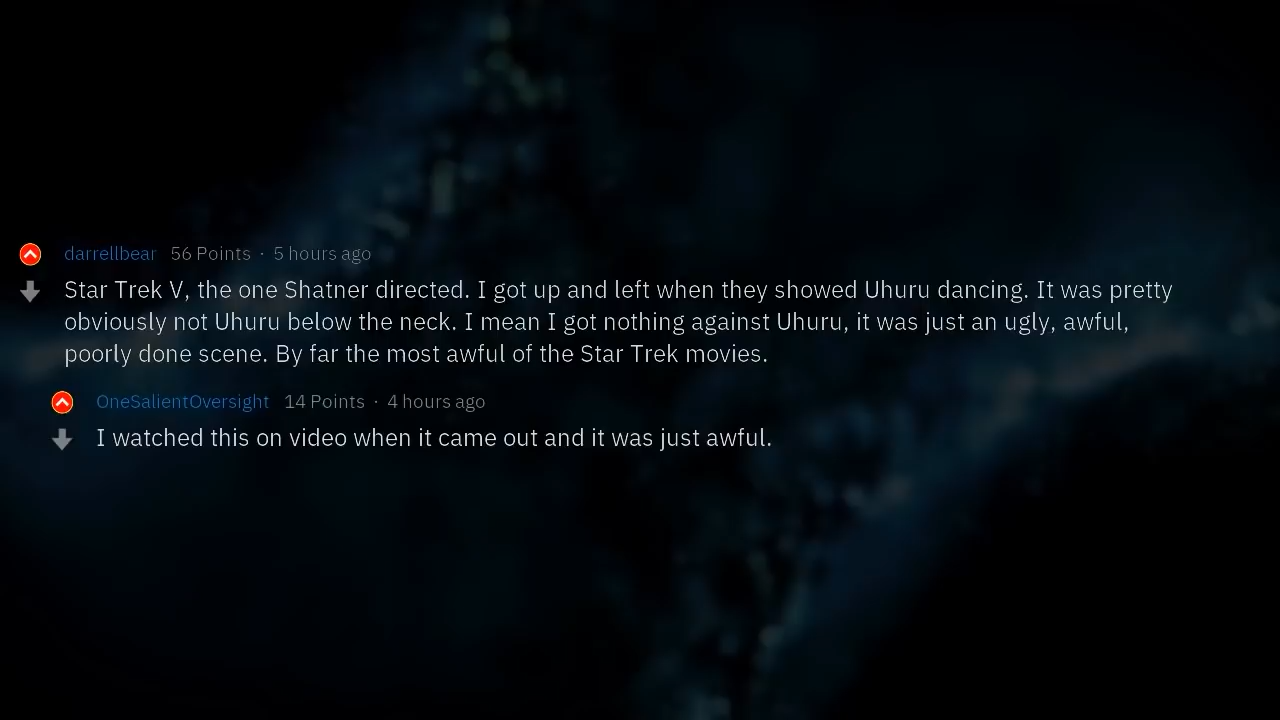 darrellbear 56 Points · 5 hours ago
Star Trek V, the one Shatner directed. I got up and left when they showed Uhuru dancing. It was pretty
obviously not Uhuru below the neck. I mean I got nothing against Uhuru, it was just an ugly, awful,
poorly done scene. By far the most awful of the Star Trek movies.
OneSalientOversight 14 Points · 4 hours ago
I watched this on video when it came out and it was just awful.